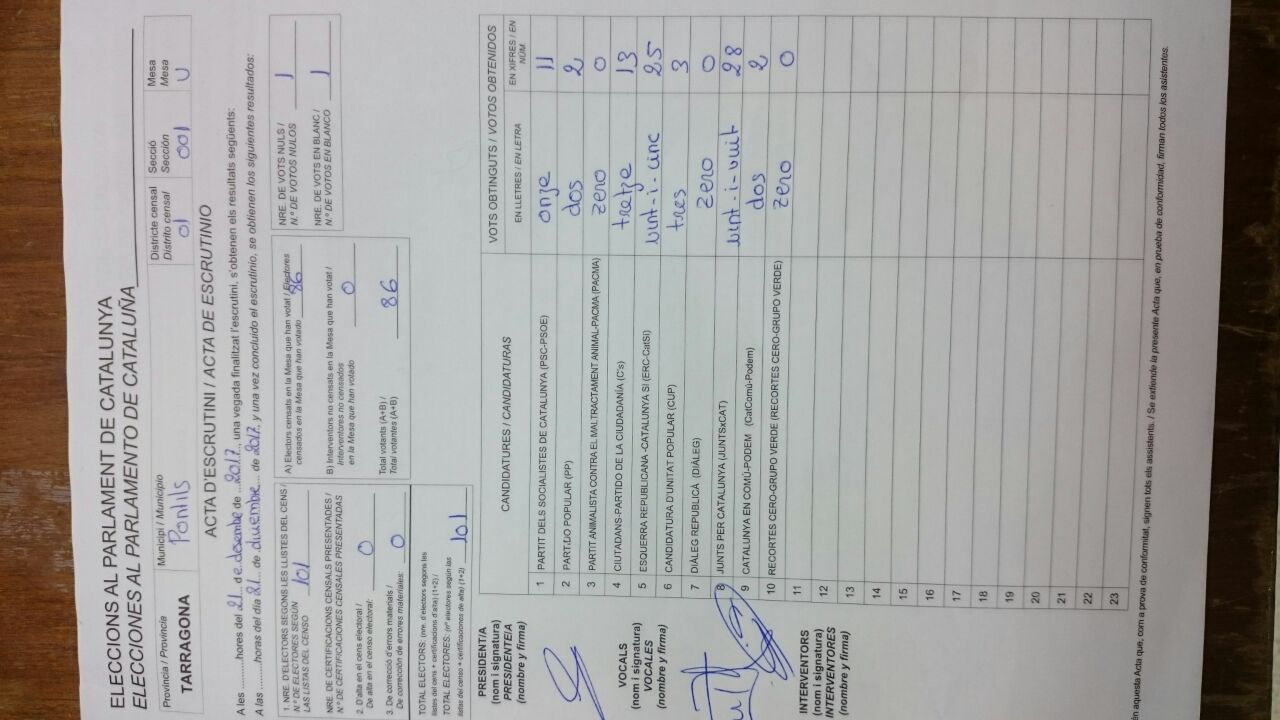 ELECCIONS AL PARLAMENT DE CATALUNYA
ELECCIONES AL PARLAMENTO DE CATALUÑA
Província / Provincia
TARRAGONA
Municipi / Municipio
Pontils
Districte censal
Distrito censal
01
Secció
Sección
001
Mesa
Mesa
U
ACTA D'ESCRUTINI / ACTA DE ESCRUTINIO
A les ............hores del 21 de desembre de 2017, una vegada finalitzat l'escrutini, s'obtenen els resultats següents:
A las ............horas del día 21 de diciembre de 2017, y una vez concluido el escrutinio, se obtienen los siguientes resultados:
1. NRE. D'ELECTORS SEGONS LES LLISTES DEL CENS /
N.º DE ELECTORES SEGÚN
LAS LISTAS DEL CENSO
101
NRE. DE CERTIFICACIONS CENSALS PRESENTADES /
N.º DE CERTIFICACIONES CENSALES PRESENTADAS
2. D'alta en el cens electoral /
De alta en el censo electoral:
0
3. De correcció d'errors materials /
De corrección de errores materiales:
0
TOTAL ELECTORS: (nre. d'electors segons les
llistes del cens + certificacions d'alta) (1+2) /
TOTAL ELECTORES: (nº electores según las
listas del censo + certificaciones de alta) (1+2)
101
A) Electors censats en la Mesa que han votat / Electores
censados en la Mesa que han votado
86
B) Interventors no censats en la Mesa que han votat /
Interventores no censados
en la Mesa que han votado
0
Total votants (A+B) /
Total votantes (A+B)
86
NRE. DE VOTS NULS /
N.º DE VOTOS NULOS
1
NRE. DE VOTS EN BLANC /
N.º DE VOTOS EN BLANCO
1
CANDIDATURES / CANDIDATURAS
VOTS OBTINGUTS / VOTOS OBTENIDOS
EN LLETRES / EN LETRA
EN XIFRES / EN NÚM.
1 PARTIT DELS SOCIALISTES DE CATALUNYA (PSC-PSOE) onze 11
2 PARTIDO POPULAR (PP) dos 2
3 PARTIT ANIMALISTA CONTRA EL MALTRACTAMENT ANIMAL-PACMA (PACMA) zero 0
4 CIUTADANS-PARTIDO DE LA CIUDADANÍA (C's) tretze 13
5 ESQUERRA REPUBLICANA -CATALUNYA SÍ (ERC-CatSí) vint-i-cinc 25
6 CANDIDATURA D'UNITAT POPULAR (CUP) tres 3
7 DIÀLEG REPUBLICÀ (DIÀLEG) zero 0
8 JUNTS PER CATALUNYA (JUNTSxCAT) vint-i-vuit 28
9 CATALUNYA EN COMÚ-PODEM (CatComú-Podem) dos 2
10 RECORTES CERO-GRUPO VERDE (RECORTES CERO-GRUPO VERDE) zero 0
11
12
13
14
15
16
17
18
19
20
21
22
23
PRESIDENT/A
(nom i signatura)
PRESIDENTE/A
(nombre y firma)
VOCALS
(nom i signatura)
VOCALES
(nombre y firma)
INTERVENTORS
(nom i signatura)
INTERVENTORES
(nombre y firma)
én aquesta Acta que, com a prova de conformitat, signen tots els assistents. / Se extiende la presente Acta que, en prueba de conformidad, firman todos los asistentes.